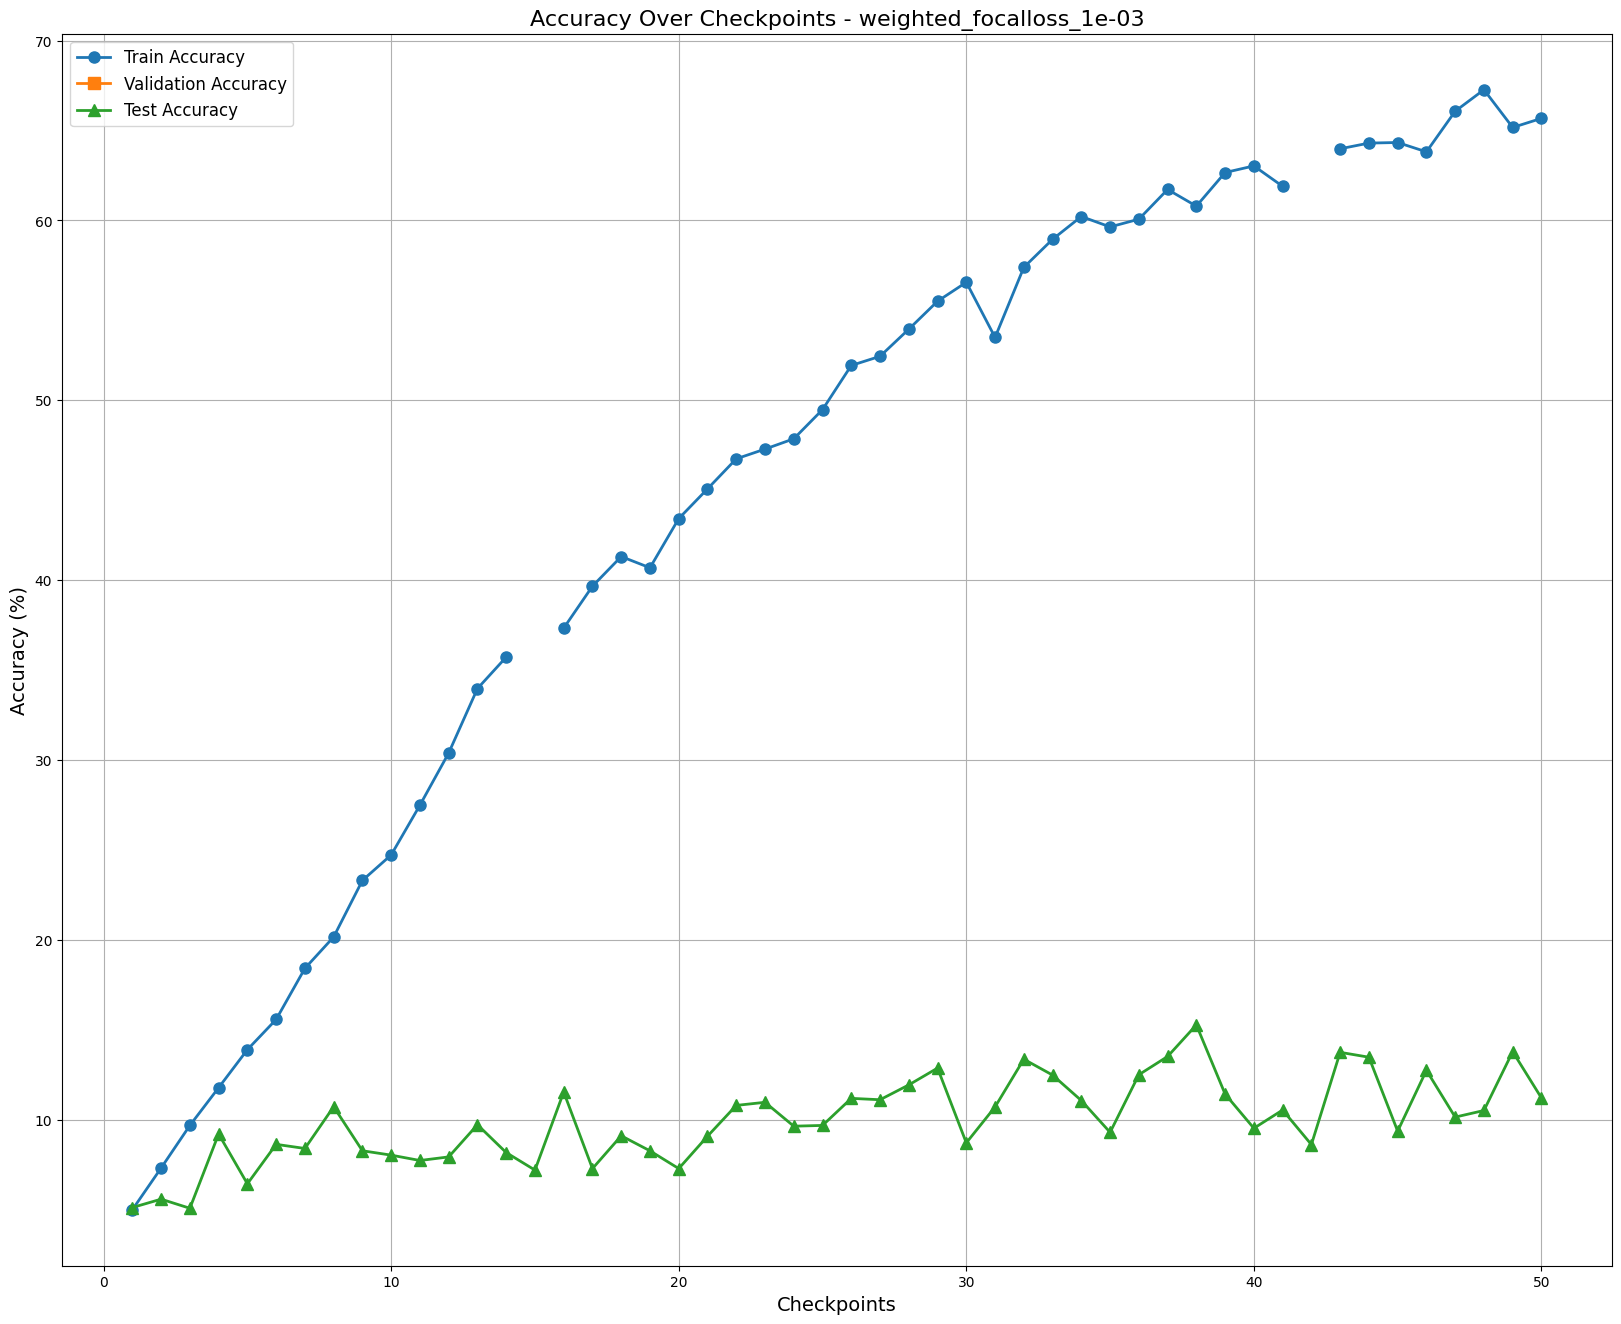 Accuracy Over Checkpoints - weighted_focalloss_1e-03
Train Accuracy
Validation Accuracy
Test Accuracy
Accuracy (%)
70
60
50
40
30
20
10
0
10
20
30
40
50
Checkpoints